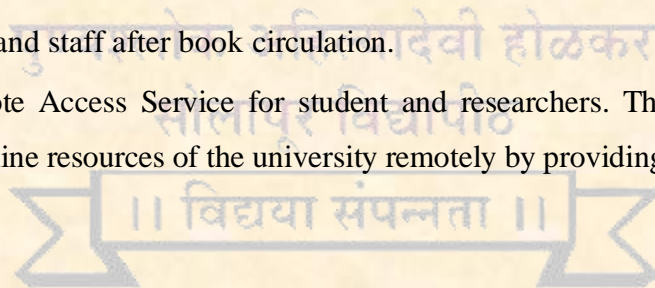 and staff after book circulation.
पुण्यश्लोक अहिल्यादेवी होळकर
ote Access Service for student and researchers. Th
सोलापूर विद्यापीठ
line resources of the university remotely by providing
|| विद्यया संपन्नता ||